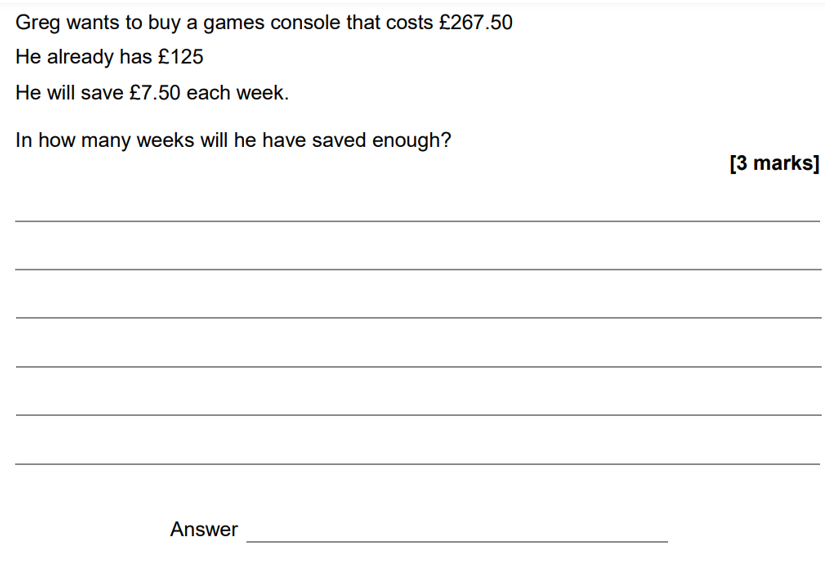 Greg wants to buy a games console that costs £267.50
He already has £125
He will save £7.50 each week.
In how many weeks will he have saved enough?
[3 marks]
Answer